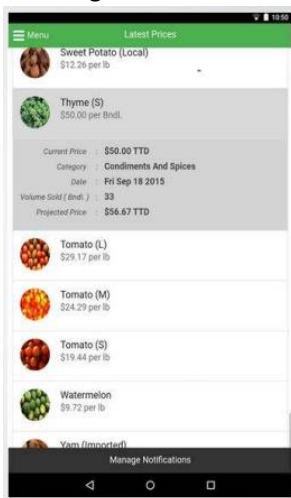 10:50
Menu
Latest Prices
Sweet Potato (Local)
$12.26 per lb
Thyme (S)
$50.00 per Bndl.
Current Price : $50.00 TTD
Category : Condiments And Spices
Date : Fri Sep 18 2015
Volume Sold ( Bndl. ) : 33
Projected Price : $56.67 TTD
Tomato (L)
$29.17 per lb
Tomato (M)
$24.29 per lb
Tomato (S)
$19.44 per lb
Watermelon
$9.72 per lb
Yam (Imported)
Manage Notifications